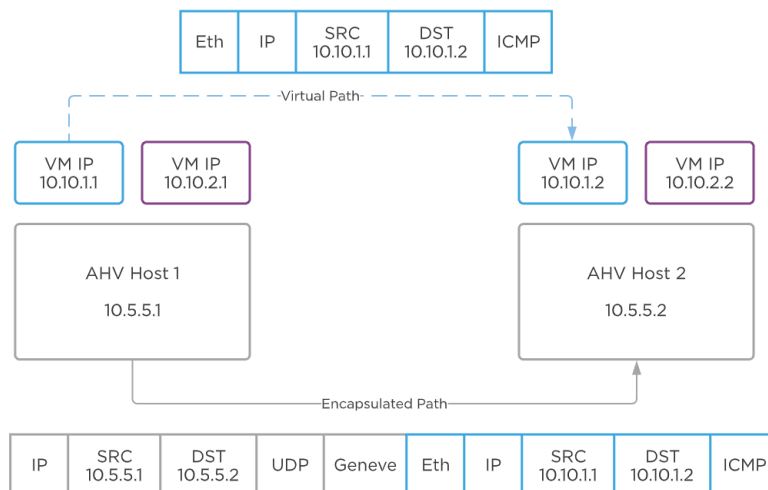 Eth
IP
SRC
10.10.1.1
DST
10.10.1.2
ICMP
Virtual Path
VM IP
10.10.1.1
VM IP
10.10.2.1
VM IP
10.10.1.2
VM IP
10.10.2.2
AHV Host 1
10.5.5.1
AHV Host 2
10.5.5.2
Encapsulated Path
IP
SRC
10.5.5.1
DST
10.5.5.2
UDP
Geneve
Eth
IP
SRC
10.10.1.1
DST
10.10.1.2
ICMP